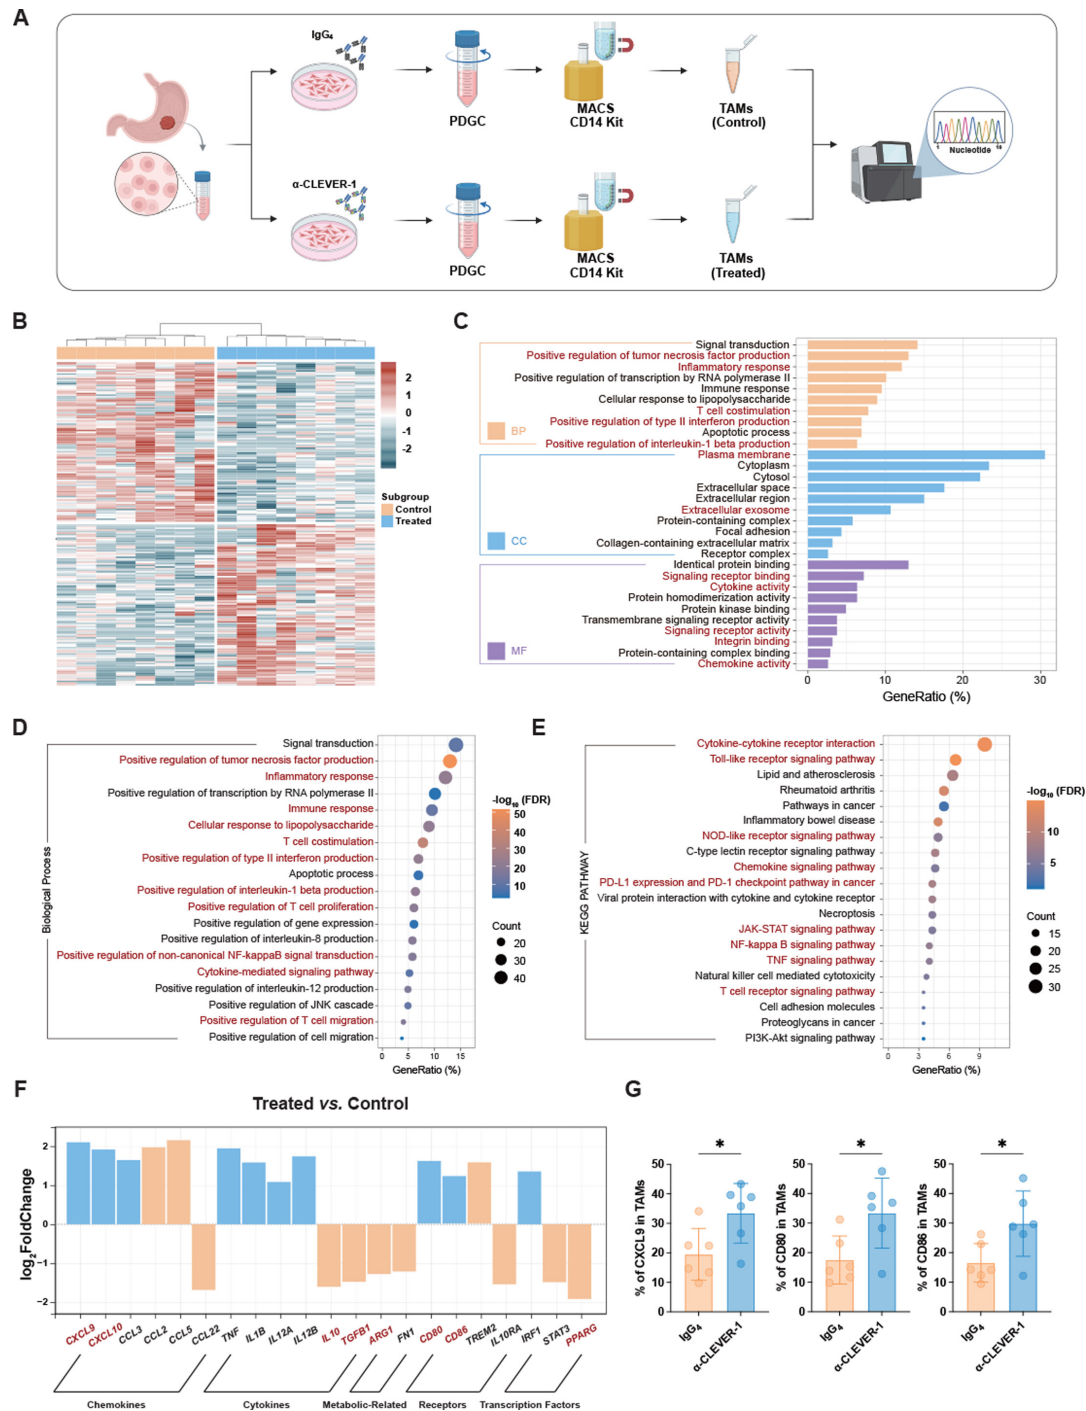 A
IgG₄
PDGC
MACS
CD14 Kit
TAMs
(Control)
Nucleotide
α-CLEVER-1
PDGC
MACS
CD14 Kit
TAMs
(Treated)
B
2
1
0
-1
-2
Subgroup
Control
Treated
C
Signal transduction
Positive regulation of tumor necrosis factor production
Inflammatory response
Positive regulation of transcription by RNA polymerase II
Immune response
Cellular response to lipopolysaccharide
T cell costimulation
Positive regulation of type II interferon production
BP
Apoptotic process
Positive regulation of interleukin-1 beta production
Plasma membrane
Cytoplasm
Cytosol
Extracellular space
Extracellular region
Extracellular exosome
Protein-containing complex
Focal adhesion
CC
Collagen-containing extracellular matrix
Receptor complex
Identical protein binding
Signaling receptor binding
Cytokine activity
Protein homodimerization activity
Protein kinase binding
Transmembrane signaling receptor activity
Signaling receptor activity
Integrin binding
MF
Protein-containing complex binding
Chemokine activity
0 10 20 30
GeneRatio (%)
D
Biological Process
Signal transduction
Positive regulation of tumor necrosis factor production
Inflammatory response
Positive regulation of transcription by RNA polymerase II
Immune response
Cellular response to lipopolysaccharide
T cell costimulation
Positive regulation of type II interferon production
Apoptotic process
Positive regulation of interleukin-1 beta production
Positive regulation of T cell proliferation
Positive regulation of gene expression
Positive regulation of interleukin-8 production
Positive regulation of non-canonical NF-kappaB signal transduction
Cytokine-mediated signaling pathway
Positive regulation of interleukin-12 production
Positive regulation of JNK cascade
Positive regulation of T cell migration
Positive regulation of cell migration
0 5 10 15
GeneRatio (%)
-log₁₀ (FDR)
50
40
30
20
10
Count
20
30
40
E
KEGG PATHWAY
Cytokine-cytokine receptor interaction
Toll-like receptor signaling pathway
Lipid and atherosclerosis
Rheumatoid arthritis
Pathways in cancer
Inflammatory bowel disease
NOD-like receptor signaling pathway
C-type lectin receptor signaling pathway
Chemokine signaling pathway
PD-L1 expression and PD-1 checkpoint pathway in cancer
Viral protein interaction with cytokine and cytokine receptor
Necroptosis
JAK-STAT signaling pathway
NF-kappa B signaling pathway
TNF signaling pathway
Natural killer cell mediated cytotoxicity
T cell receptor signaling pathway
Cell adhesion molecules
Proteoglycans in cancer
PI3K-Akt signaling pathway
0 3 6 9
GeneRatio (%)
-log₁₀ (FDR)
10
5
Count
15
20
25
30
F
Treated vs. Control
log₂FoldChange
2
1
0
−1
−2
CXCL9 CXCL10 CCL3 CCL2 CCL5 CCL22 TNF IL1B IL12A IL12B IL10 TGFB1 ARG1 FN1 CD80 CD86 TREM2 IL10RA IRF1 STAT3 PPARG
Chemokines Cytokines Metabolic-Related Receptors Transcription Factors
G
% of CXCL9 in TAMs
50
40
30
20
10
0
*
IgG₄
α-CLEVER-1
% of CD80 in TAMs
50
40
30
20
10
0
*
IgG₄
α-CLEVER-1
% of CD86 in TAMs
50
40
30
20
10
0
*
IgG₄
α-CLEVER-1